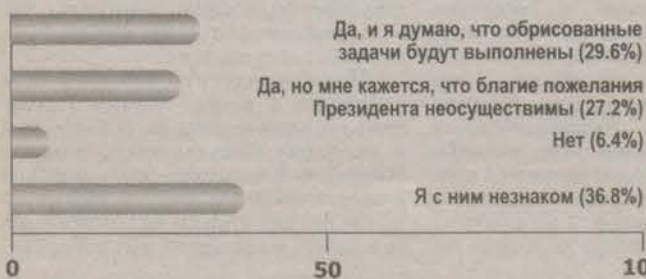 Да, и я думаю, что обрисованные
задачи будут выполнены (29.6%)
Да, но мне кажется, что благие пожелания
Президента неосуществимы (27.2%)
Нет (6.4%)
Я с ним незнаком (36.8%)
0 50 10